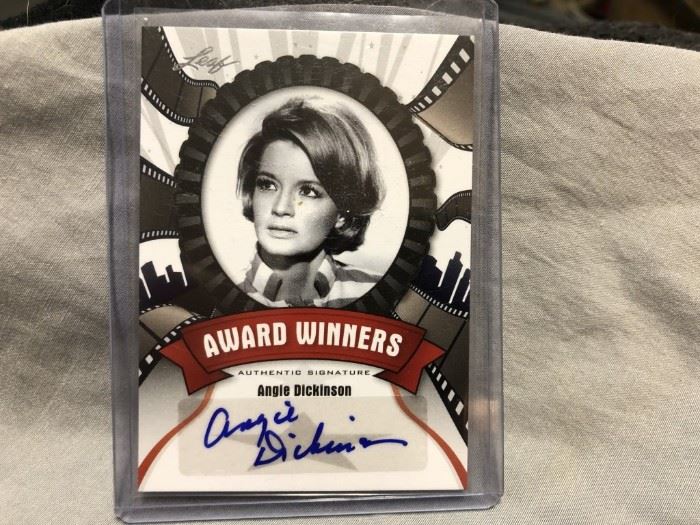 Leaf
AWARD WINNERS
AUTHENTIC SIGNATURE
Angie Dickinson
Angie
Dickinson